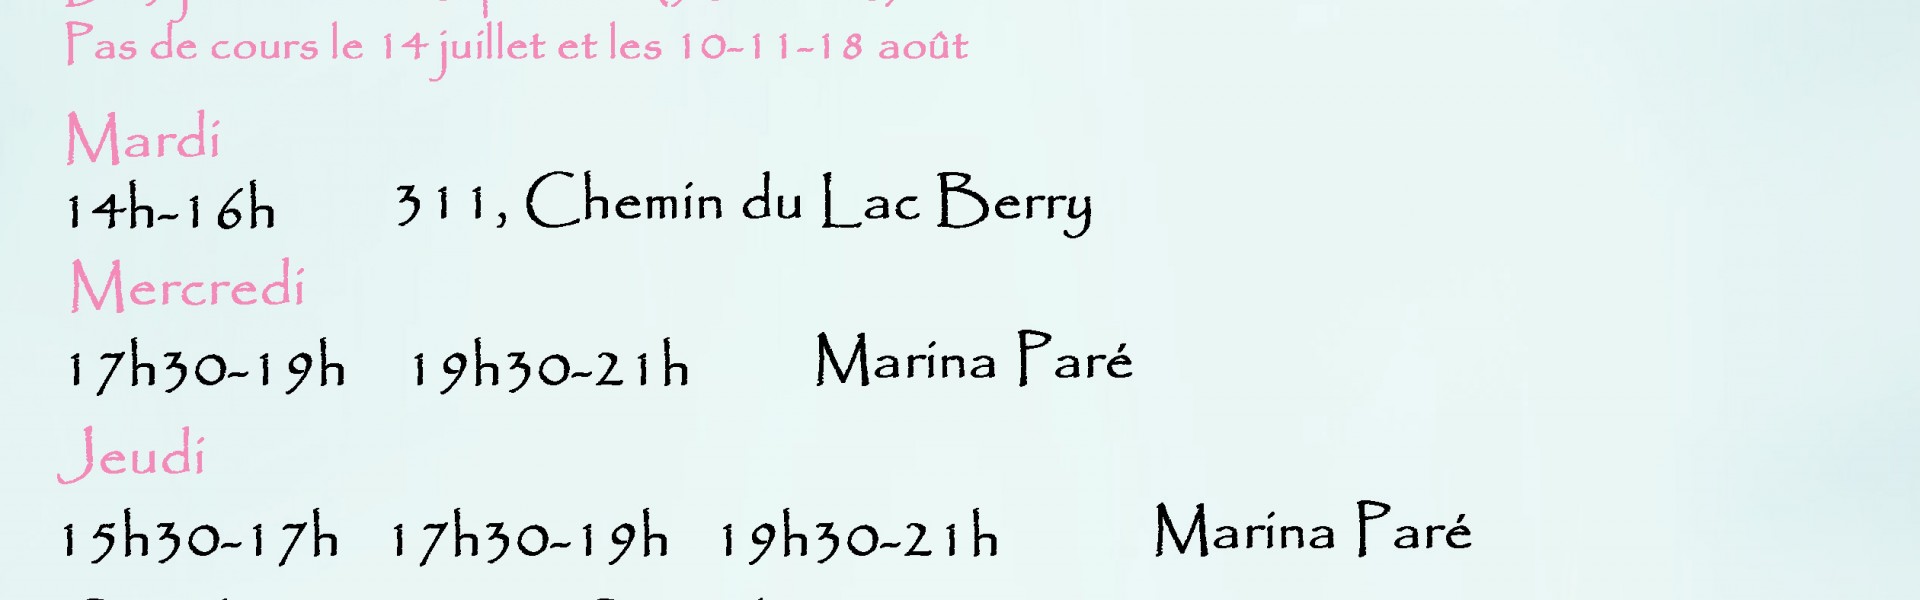 Pas de cours le 14 juillet et les 10-11-18 août
Mardi
14h-16h 311, Chemin du Lac Berry
Mercredi
17h30-19h 19h30-21h Marina Paré
Jeudi
15h30-17h 17h30-19h 19h30-21h Marina Paré